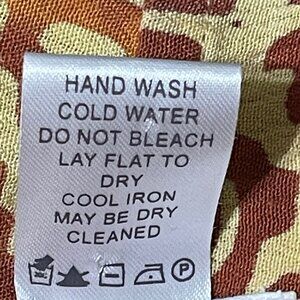 HAND WASH
COLD WATER
DO NOT BLEACH
LAY FLAT TO
DRY
COOL IRON
MAY BE DRY
CLEANED
P